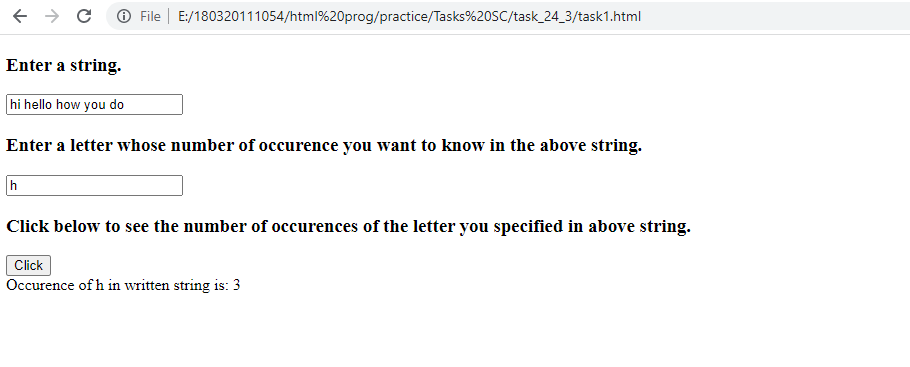 File E:/180320111054/html%20prog/practice/Tasks%20SC/task_24_3/task1.html
Enter a string.
hi hello how you do
Enter a letter whose number of occurence you want to know in the above string.
h
Click below to see the number of occurences of the letter you specified in above string.
Click
Occurence of h in written string is: 3